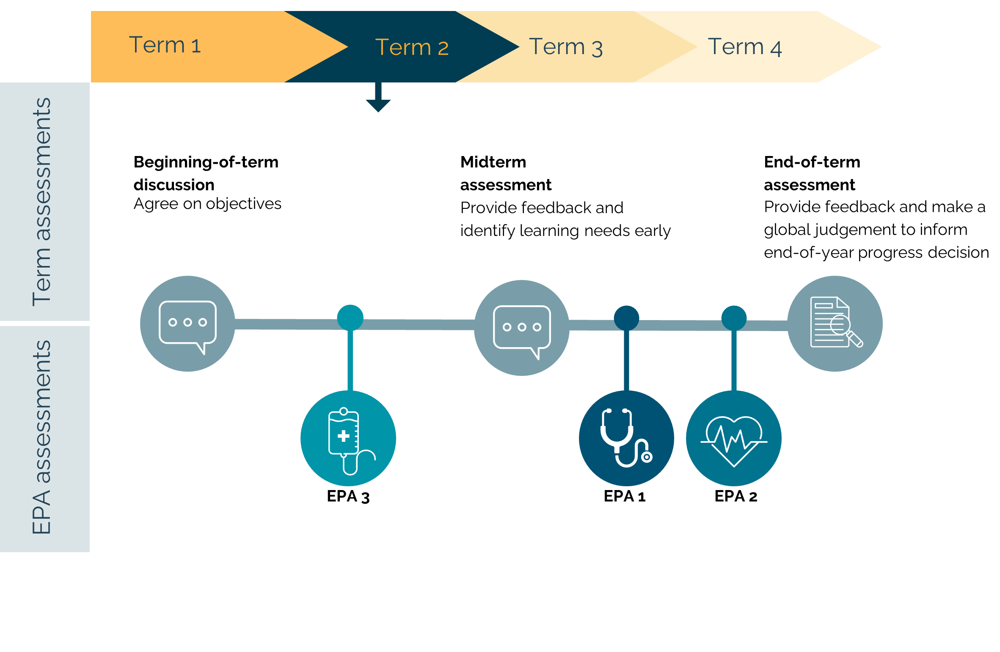 Term 1
Term 2
Term 3
Term 4
Term assessments
Beginning-of-term
discussion
Agree on objectives
Midterm
assessment
Provide feedback and
identify learning needs early
End-of-term
assessment
Provide feedback and make a
global judgement to inform
end-of-year progress decision
EPA assessments
EPA 3
EPA 1
EPA 2